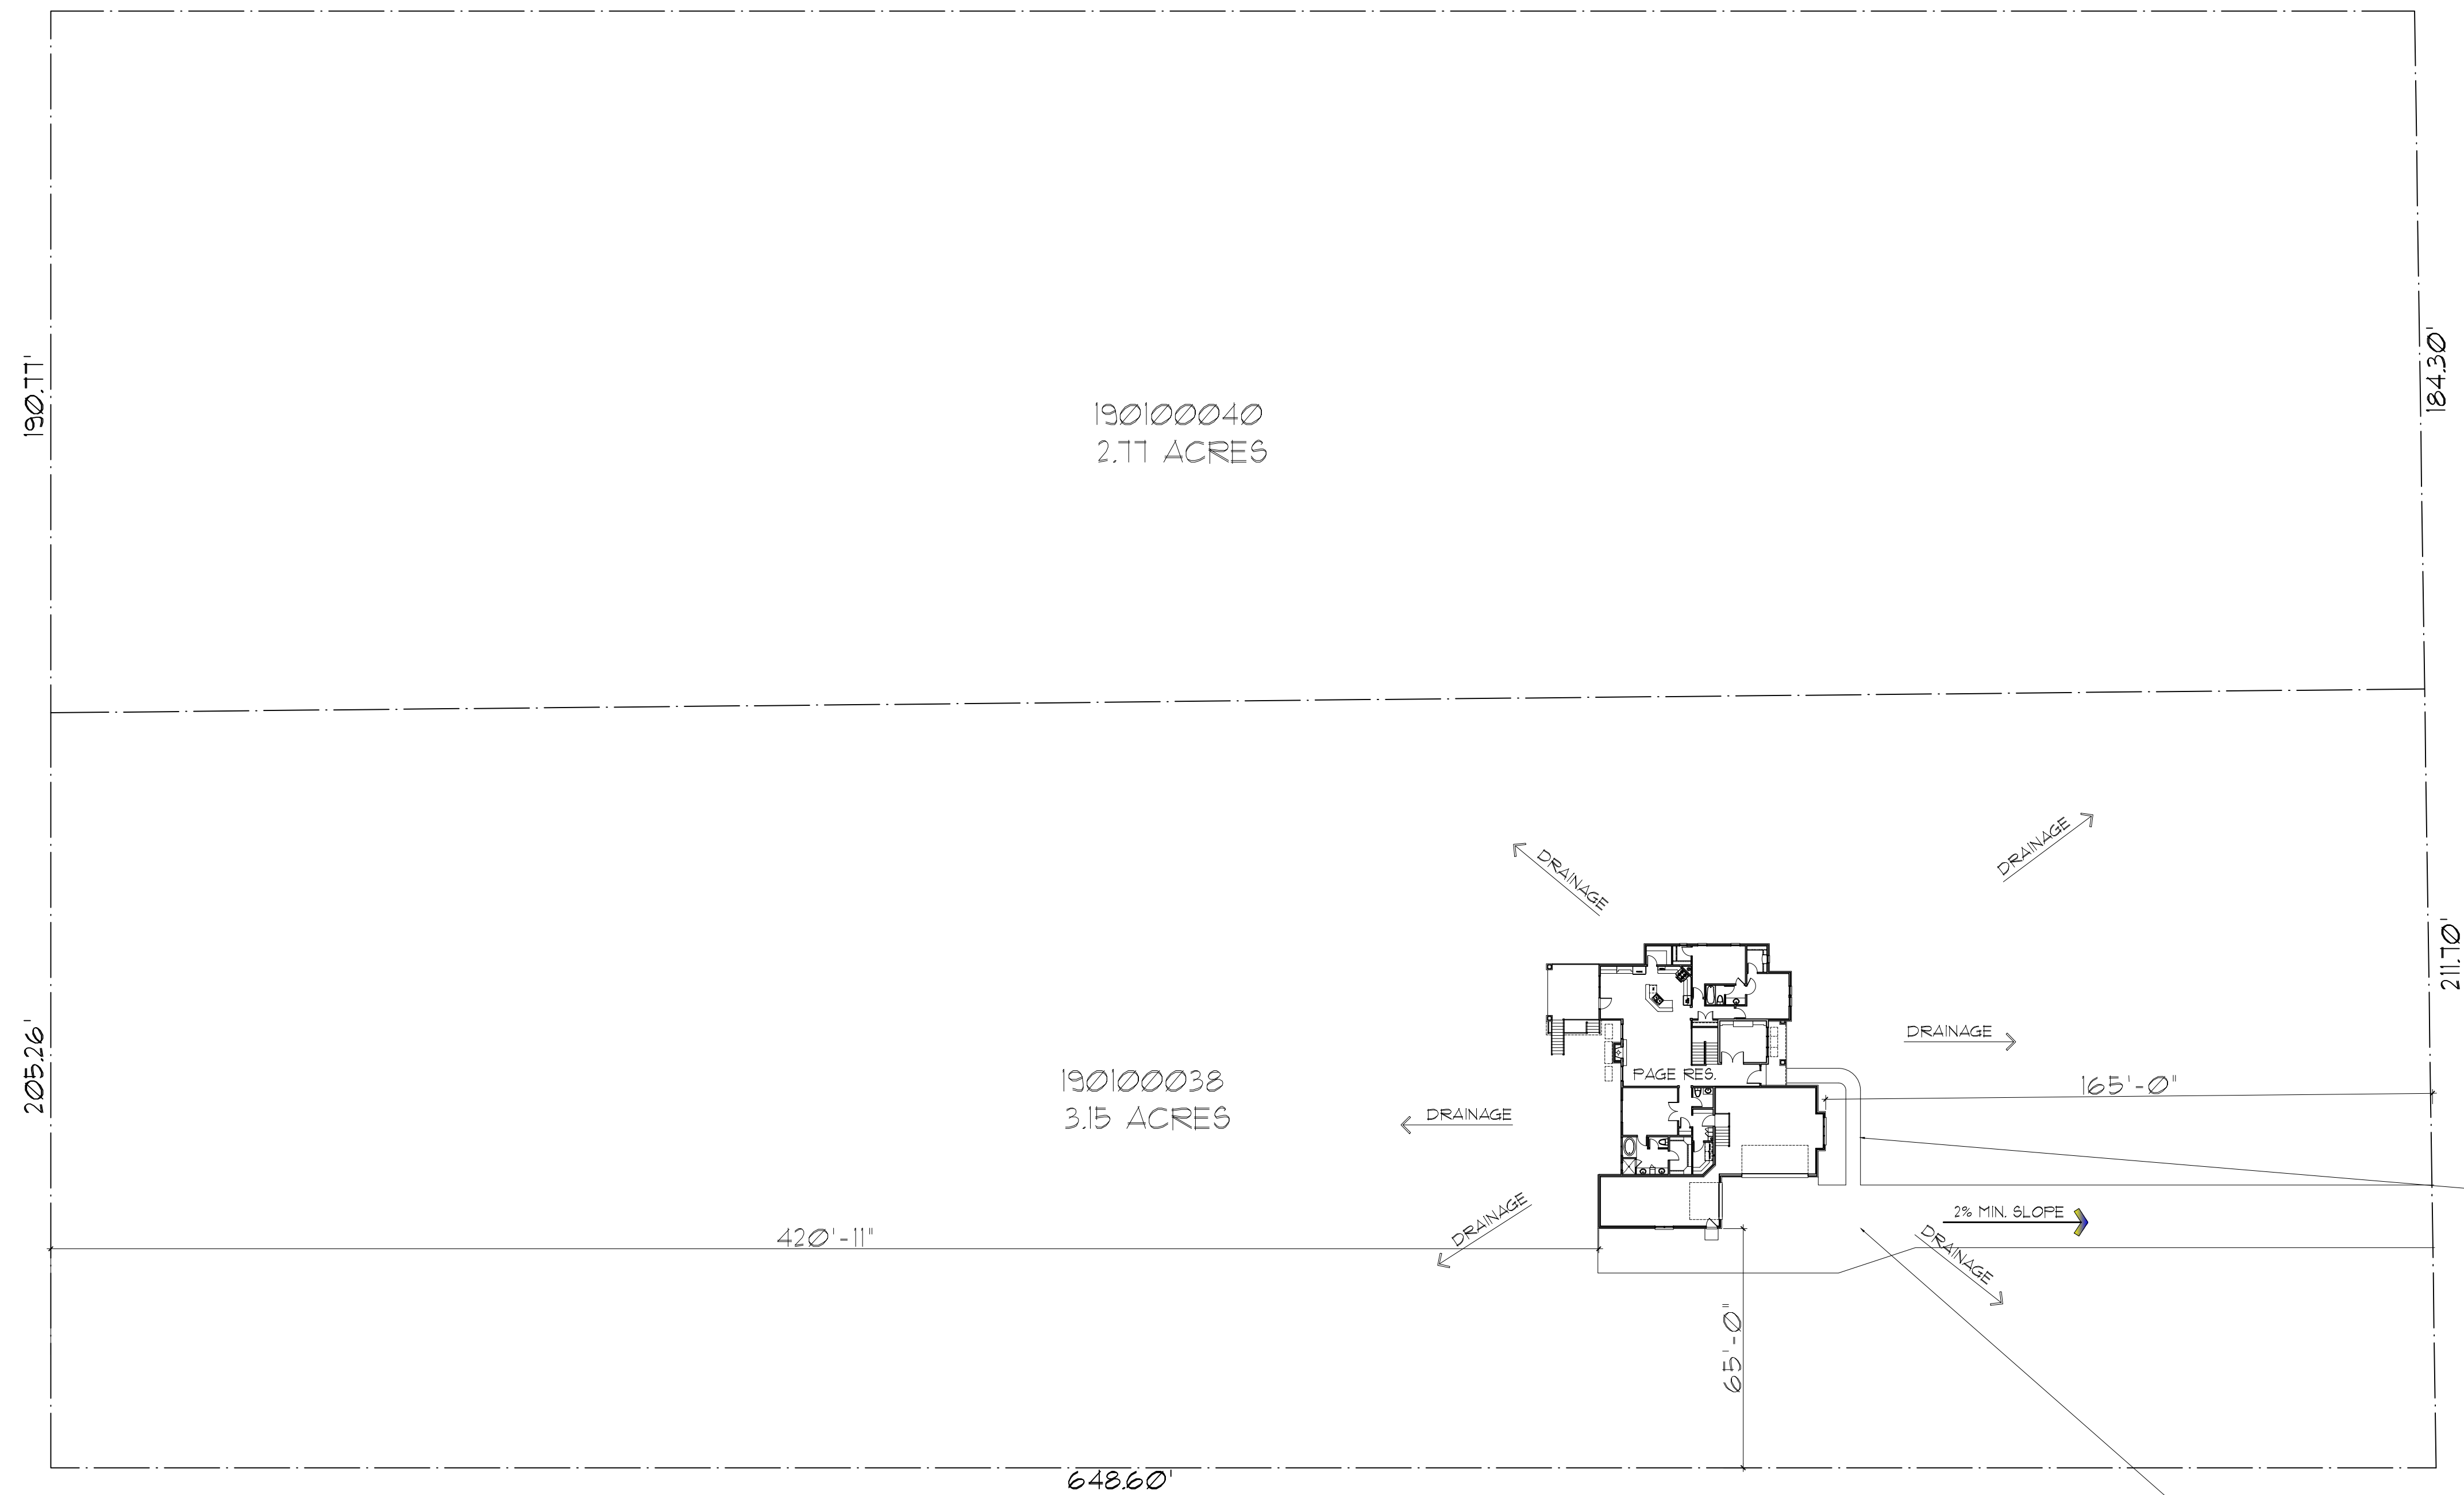 190.77'
184.30'
190100040
2.77 ACRES
DRAINAGE
DRAINAGE
211.70'
205.26'
DRAINAGE
190100038
3.15 ACRES
PAGE RES.
165'-0"
DRAINAGE
DRAINAGE
2% MIN. SLOPE
DRAINAGE
420'-11"
65'-0"
648.60'